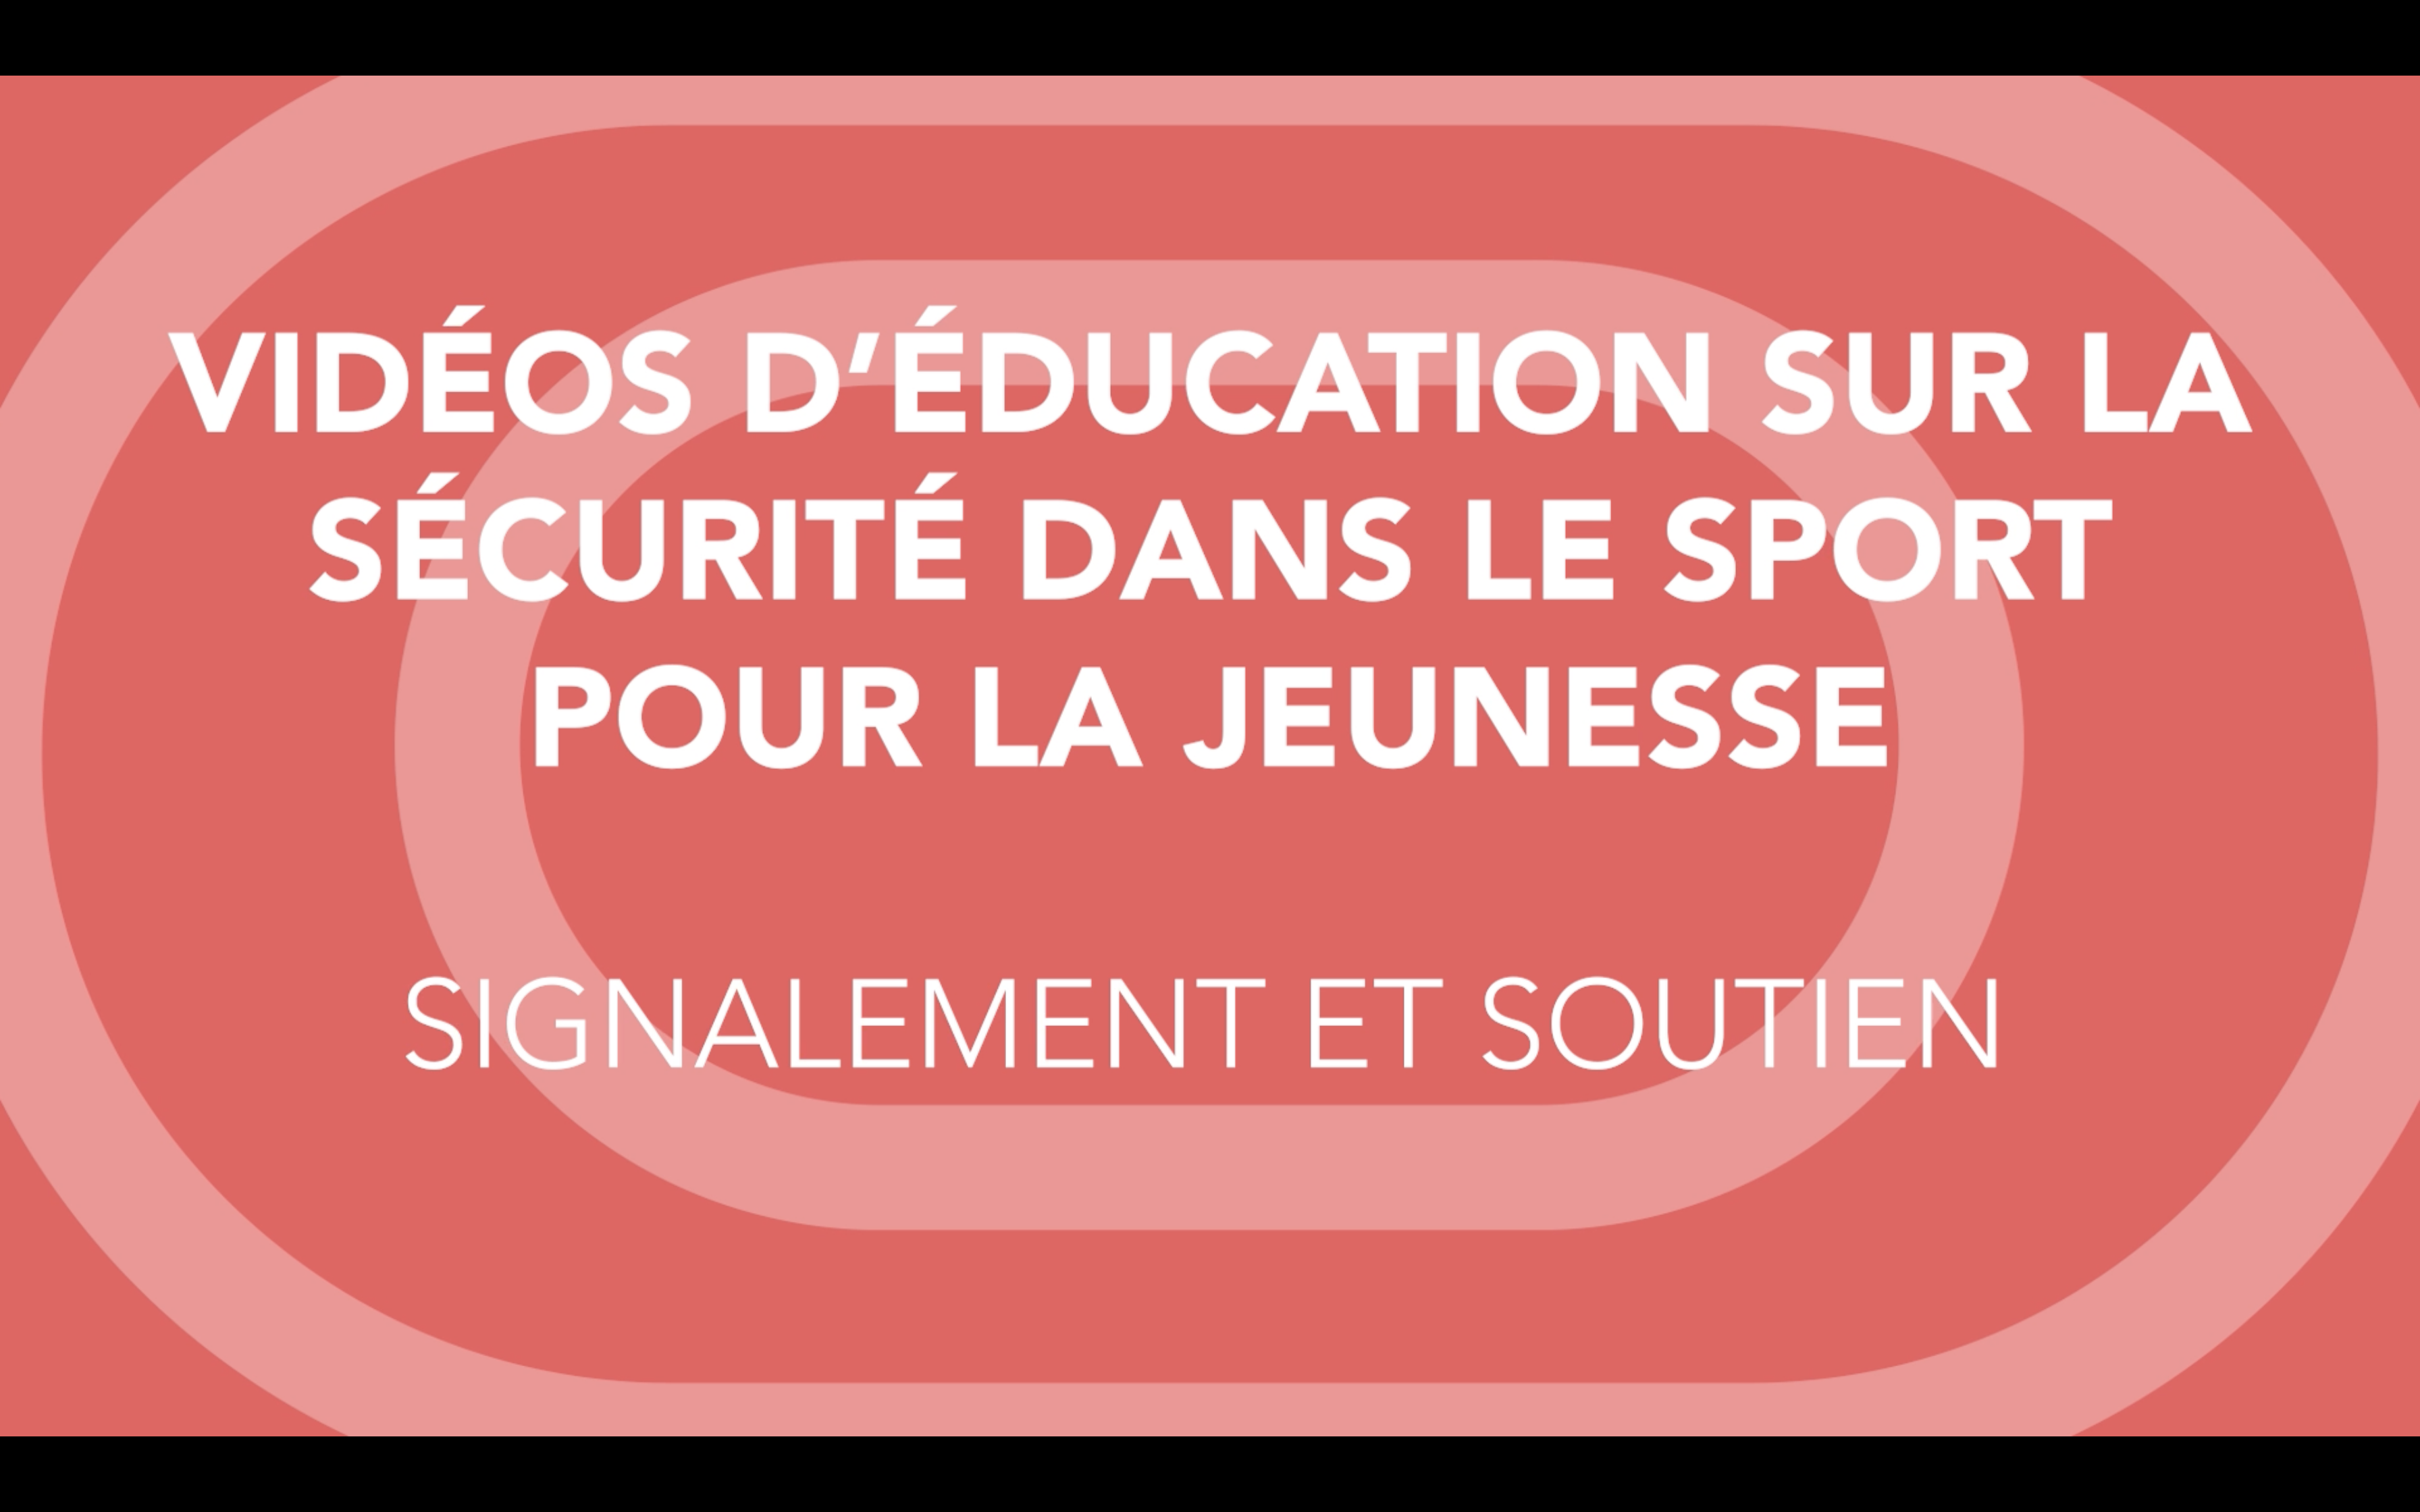 VIDÉOS D'ÉDUCATION SUR LA
SÉCURITÉ DANS LE SPORT
POUR LA JEUNESSE
SIGNALEMENT ET SOUTIEN